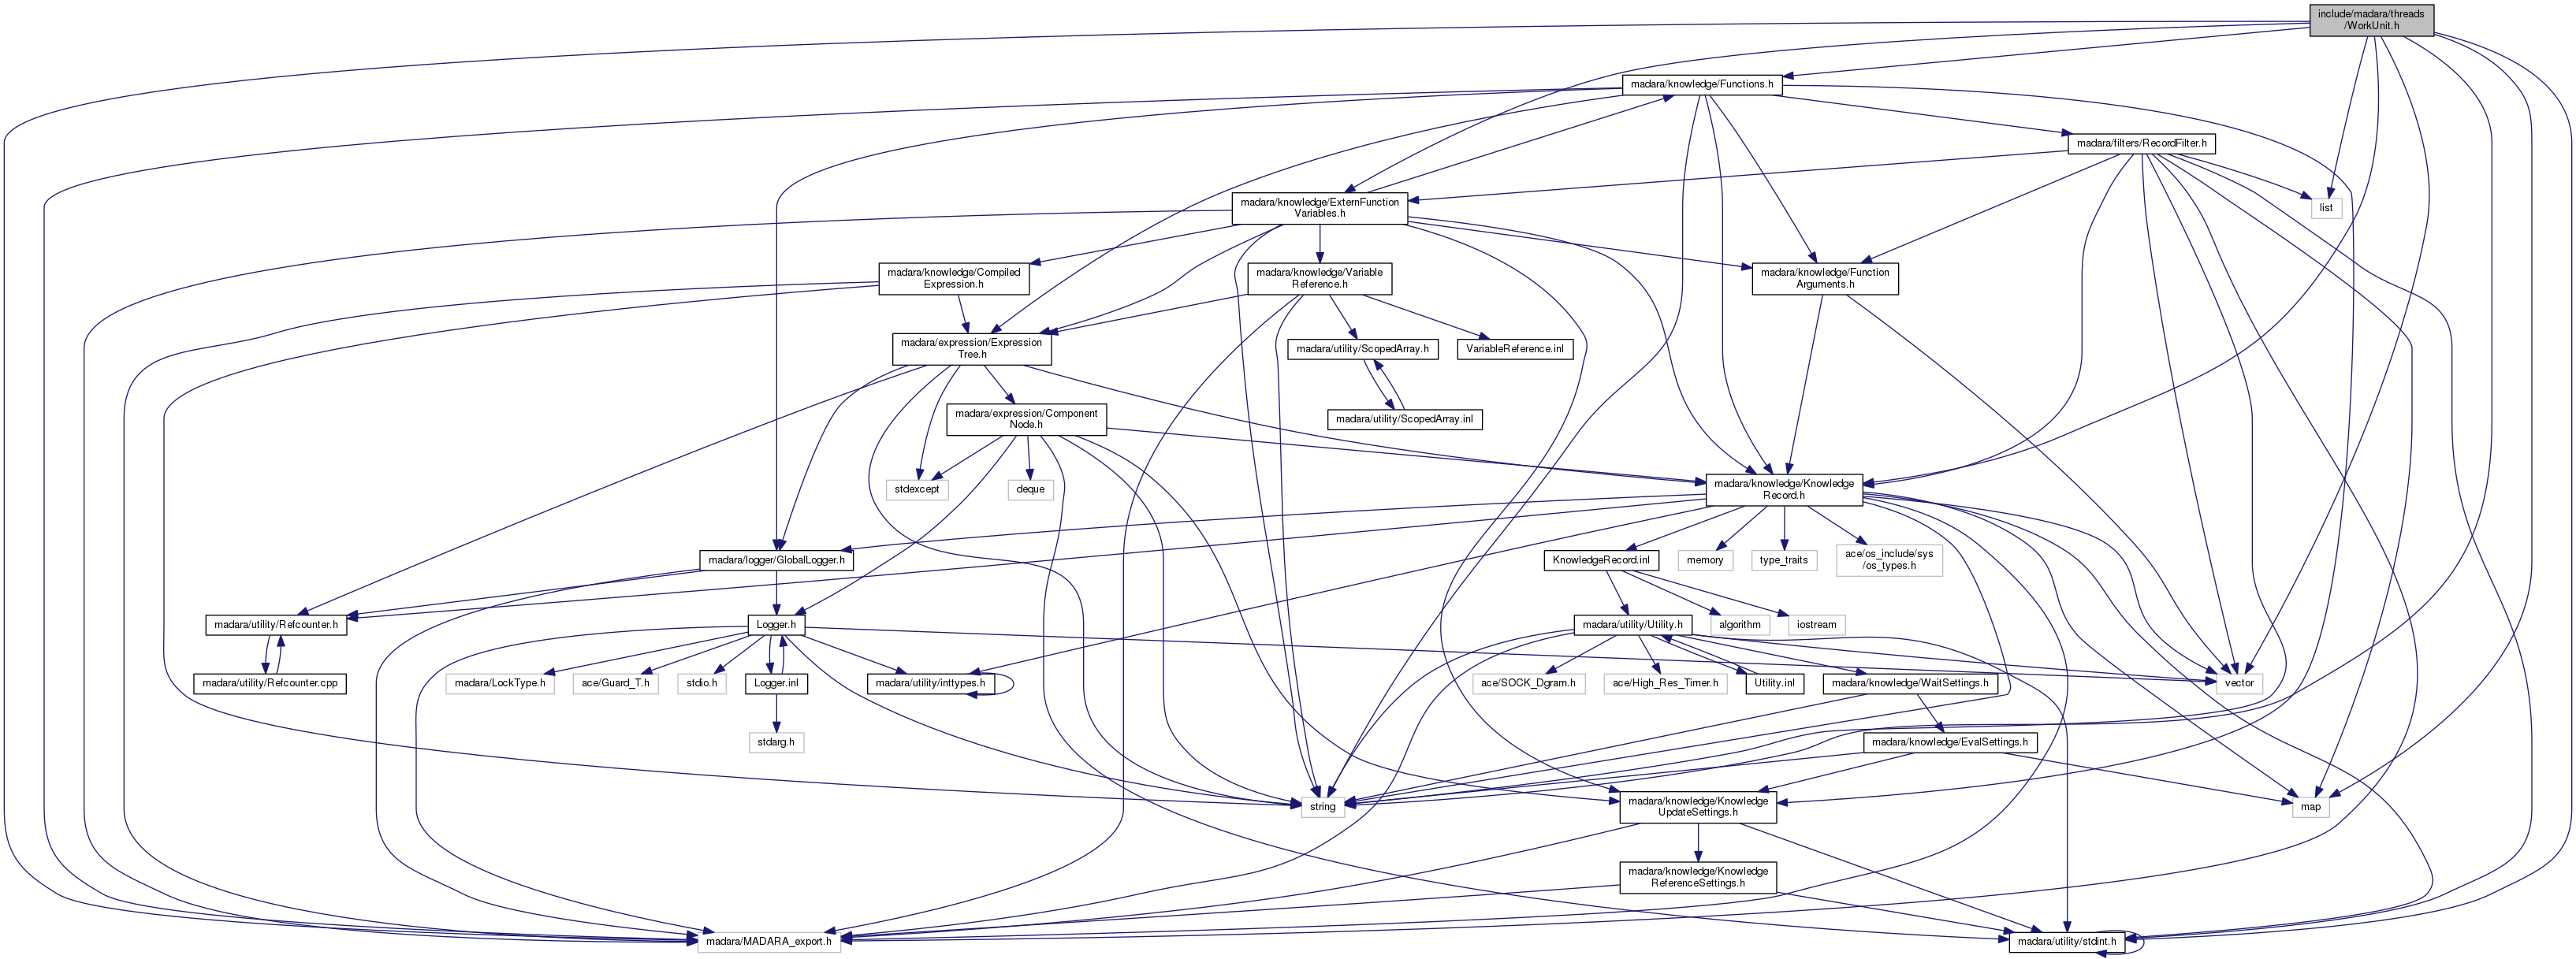 include/madara/threads
/WorkUnit.h
madara/knowledge/Functions.h
madara/filters/RecordFilter.h
madara/knowledge/ExternFunction
Variables.h
list
madara/knowledge/Compiled
Expression.h
madara/knowledge/Variable
Reference.h
madara/knowledge/Function
Arguments.h
madara/expression/Expression
Tree.h
madara/utility/ScopedArray.h
VariableReference.inl
madara/expression/Component
Node.h
madara/utility/ScopedArray.inl
stdexcept
deque
madara/knowledge/Knowledge
Record.h
madara/logger/GlobalLogger.h
KnowledgeRecord.inl
memory
type_traits
ace/os_include/sys
/os_types.h
madara/utility/Refcounter.h
Logger.h
madara/utility/Utility.h
algorithm
iostream
madara/utility/Refcounter.cpp
madara/LockType.h
ace/Guard_T.h
stdio.h
Logger.inl
madara/utility/inttypes.h
ace/SOCK_Dgram.h
ace/High_Res_Timer.h
Utility.inl
madara/knowledge/WaitSettings.h
vector
stdarg.h
madara/knowledge/EvalSettings.h
string
madara/knowledge/Knowledge
UpdateSettings.h
map
madara/knowledge/Knowledge
ReferenceSettings.h
madara/MADARA_export.h
madara/utility/stdint.h